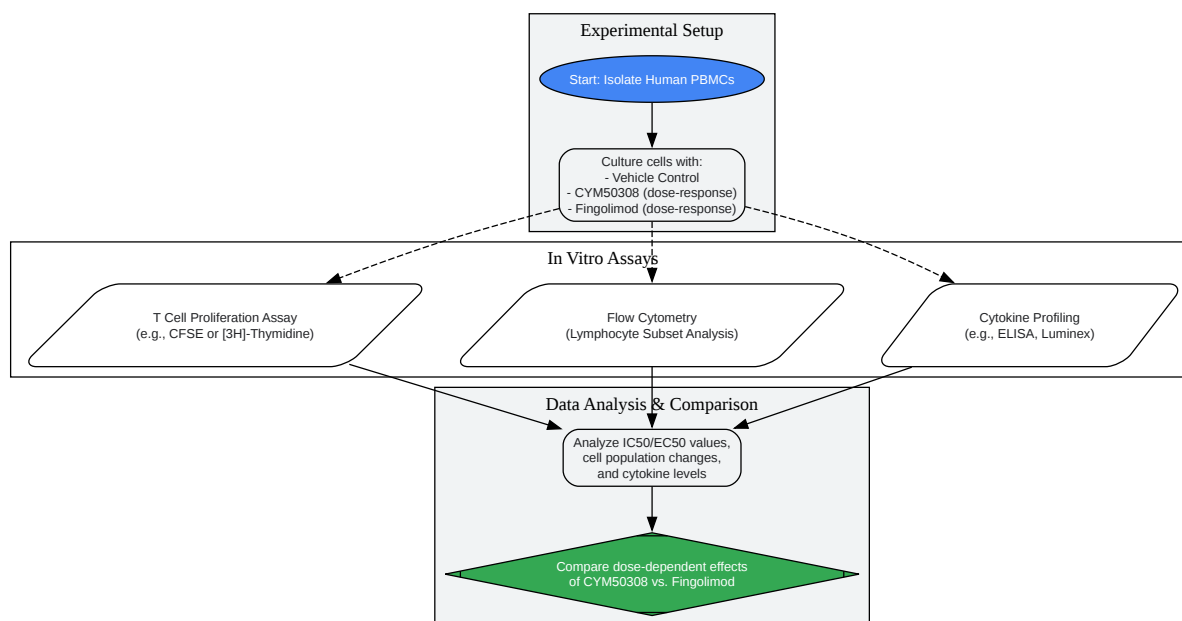 Experimental Setup
Start: Isolate Human PBMCs
Culture cells with:
- Vehicle Control
- CYM50308 (dose-response)
- Fingolimod (dose-response)
In Vitro Assays
T Cell Proliferation Assay
(e.g., CFSE or [3H]-Thymidine)
Flow Cytometry
(Lymphocyte Subset Analysis)
Cytokine Profiling
(e.g., ELISA, Luminex)
Data Analysis & Comparison
Analyze IC50/EC50 values,
cell population changes,
and cytokine levels
Compare dose-dependent effects
of CYM50308 vs. Fingolimod